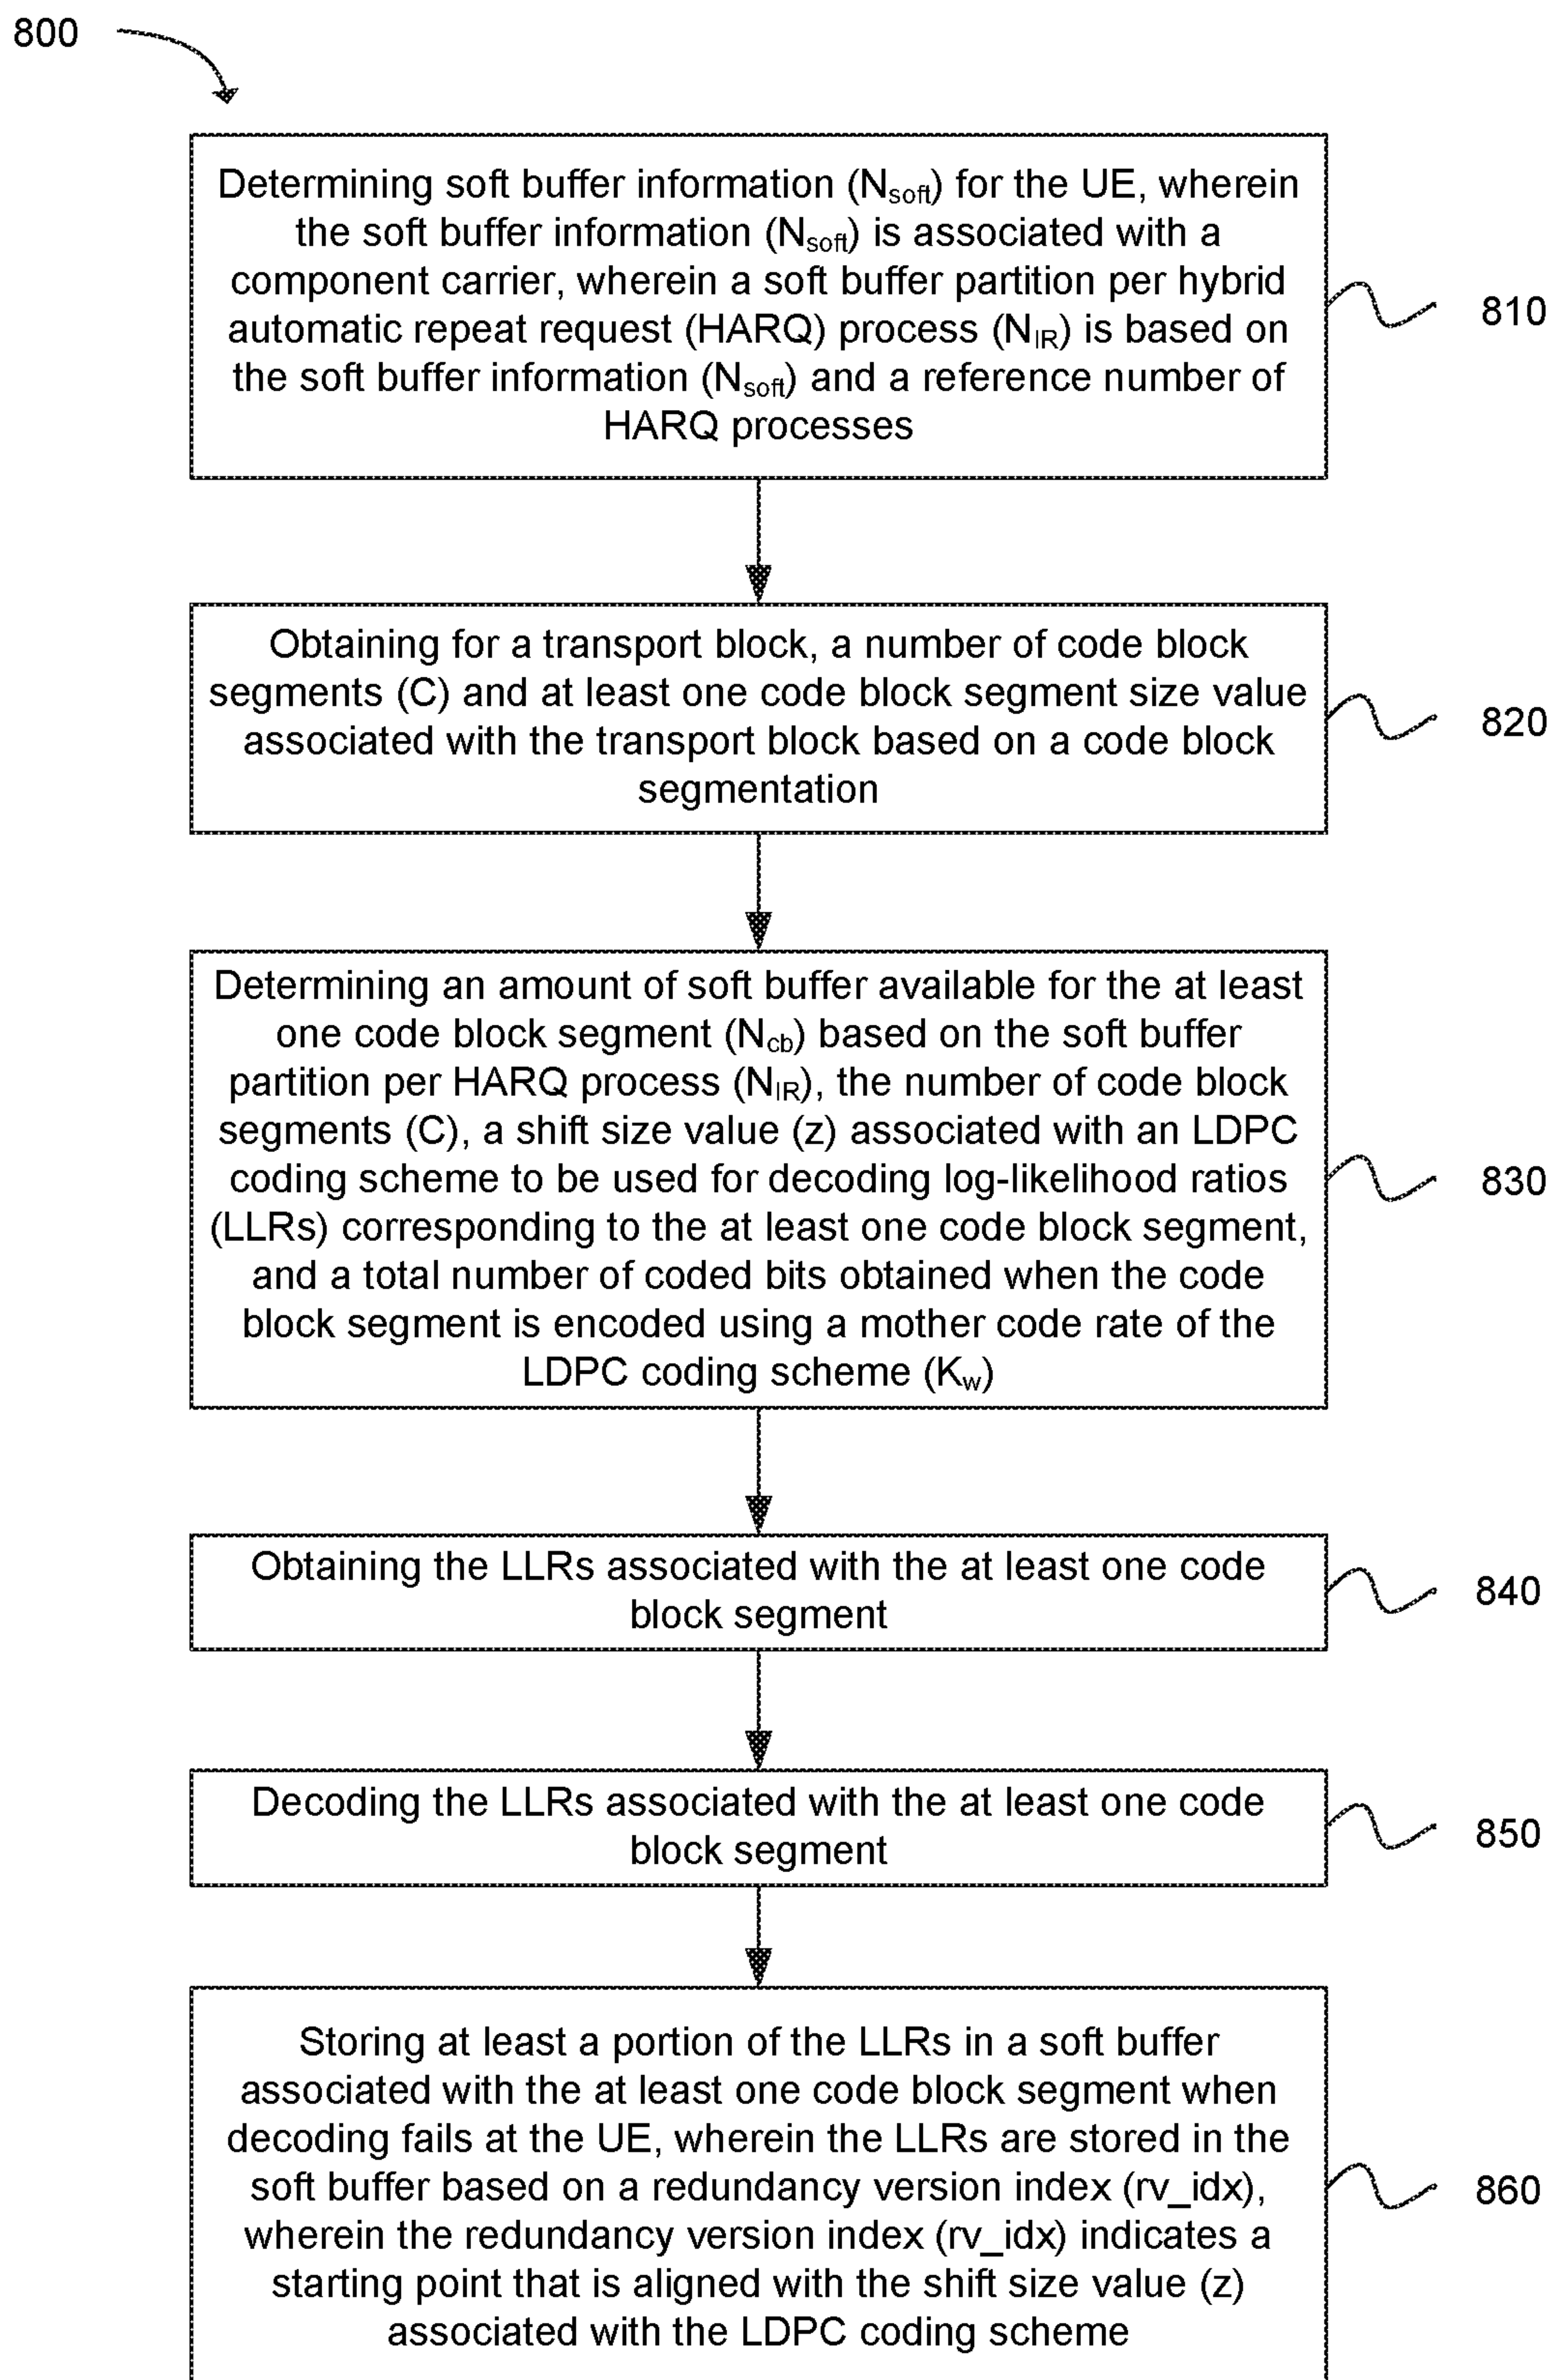 800
Determining soft buffer information (Nsoft) for the UE, wherein
the soft buffer information (Nsoft) is associated with a
component carrier, wherein a soft buffer partition per hybrid
automatic repeat request (HARQ) process (NIR) is based on
the soft buffer information (Nsoft) and a reference number of
HARQ processes
810
Obtaining for a transport block, a number of code block
segments (C) and at least one code block segment size value
associated with the transport block based on a code block
segmentation
820
Determining an amount of soft buffer available for the at least
one code block segment (Ncb) based on the soft buffer
partition per HARQ process (NIR), the number of code block
segments (C), a shift size value (z) associated with an LDPC
coding scheme to be used for decoding log-likelihood ratios
(LLRs) corresponding to the at least one code block segment,
and a total number of coded bits obtained when the code
block segment is encoded using a mother code rate of the
LDPC coding scheme (Kw)
830
Obtaining the LLRs associated with the at least one code
block segment
840
Decoding the LLRs associated with the at least one code
block segment
850
Storing at least a portion of the LLRs in a soft buffer
associated with the at least one code block segment when
decoding fails at the UE, wherein the LLRs are stored in the
soft buffer based on a redundancy version index (rv_idx),
wherein the redundancy version index (rv_idx) indicates a
starting point that is aligned with the shift size value (z)
associated with the LDPC coding scheme
860